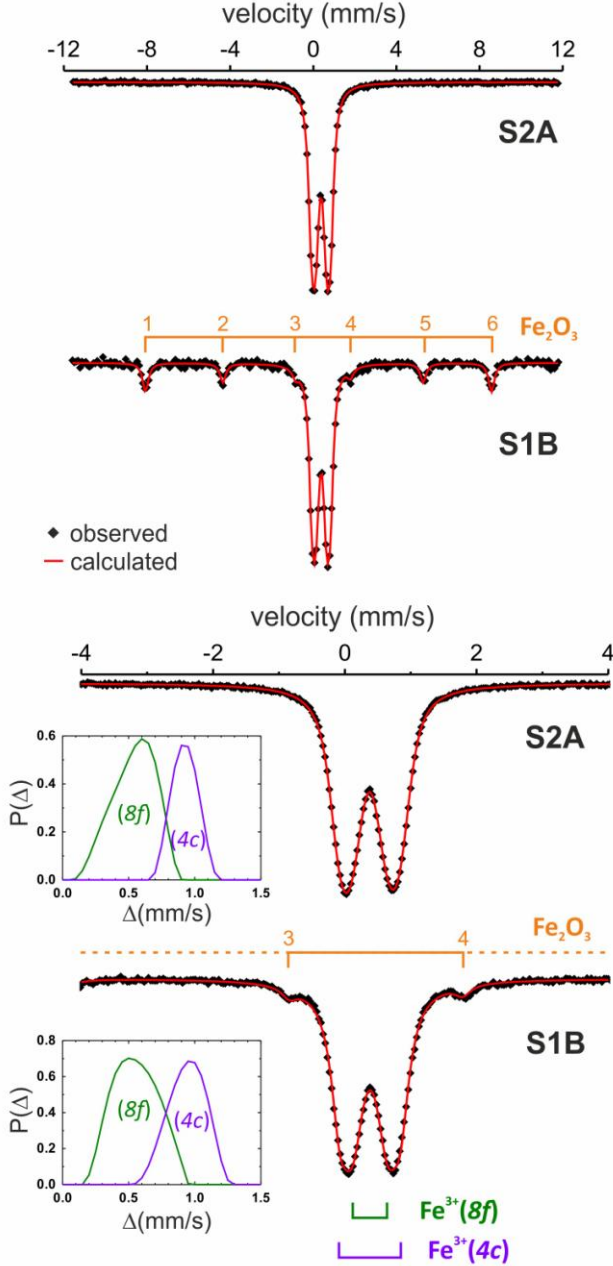 velocity (mm/s)
-12 -8 -4 0 4 8 12
S2A
1 2 3 4 5 6 Fe₂O₃
S1B
observed
calculated
velocity (mm/s)
-4 -2 0 2 4
S2A
0.6
0.4
0.2
0.0
P(Δ)
(8f)
(4c)
0.0 0.5 1.0 1.5
Δ(mm/s)
3 4 Fe₂O₃
S1B
0.8
0.6
0.4
0.2
0.0
P(Δ)
(8f) (4c)
0.0 0.5 1.0 1.5
Δ(mm/s)
Fe³⁺(8f)
Fe³⁺(4c)